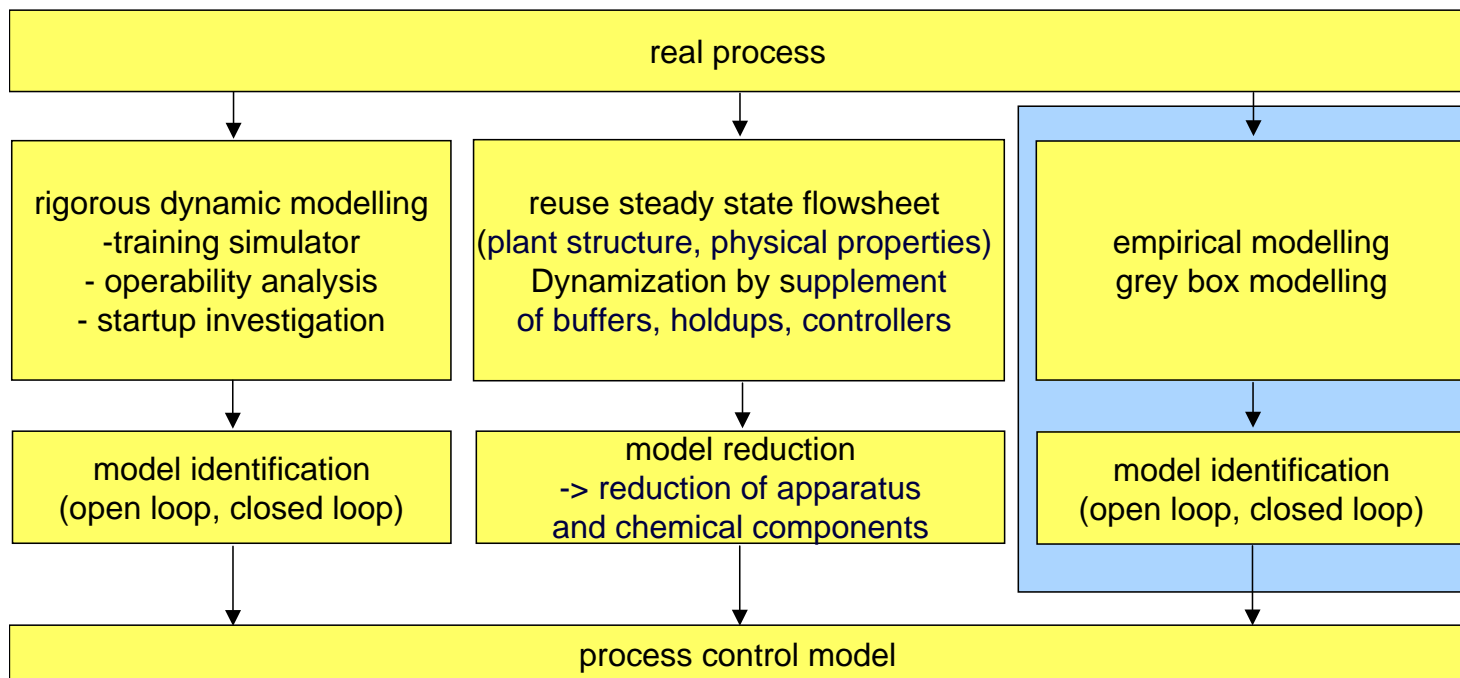 real process
rigorous dynamic modelling
-training simulator
- operability analysis
- startup investigation
reuse steady state flowsheet
(plant structure, physical properties)
Dynamization by supplement
of buffers, holdups, controllers
empirical modelling
grey box modelling
model identification
(open loop, closed loop)
model reduction
-> reduction of apparatus
and chemical components
model identification
(open loop, closed loop)
process control model